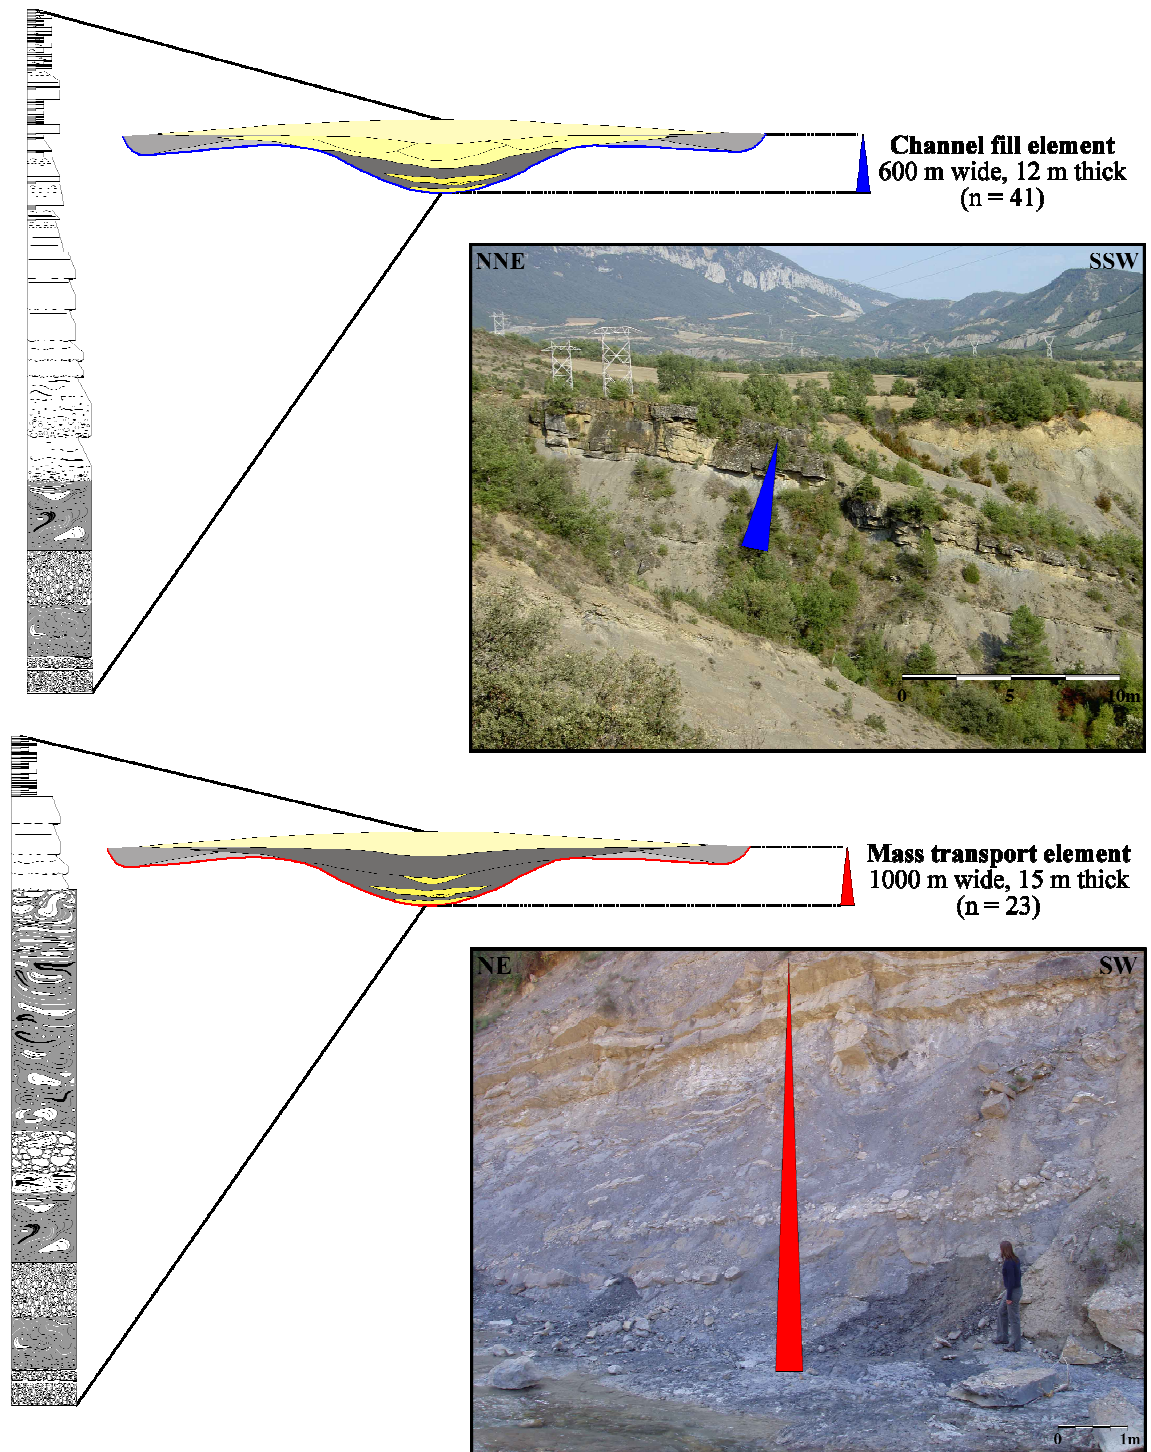 Channel fill element
600 m wide, 12 m thick
(n = 41)
NNE
SSW
0 5 10m
Mass transport element
1000 m wide, 15 m thick
(n = 23)
NE
SW
0 1m